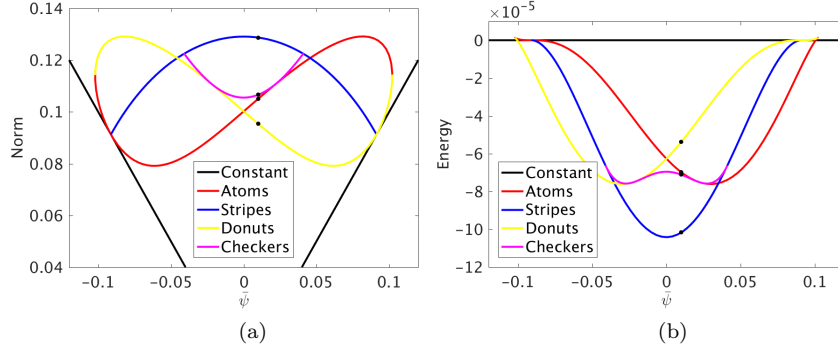 0.14
0.12
0.1
0.08
0.06
0.04
Norm
-0.1 -0.05 0 0.05 0.1
ψ̄
Constant
Atoms
Stripes
Donuts
Checkers
(a)
×10⁻⁵
0
-2
-4
-6
-8
-10
-12
Energy
-0.1 -0.05 0 0.05 0.1
ψ̄
Constant
Atoms
Stripes
Donuts
Checkers
(b)